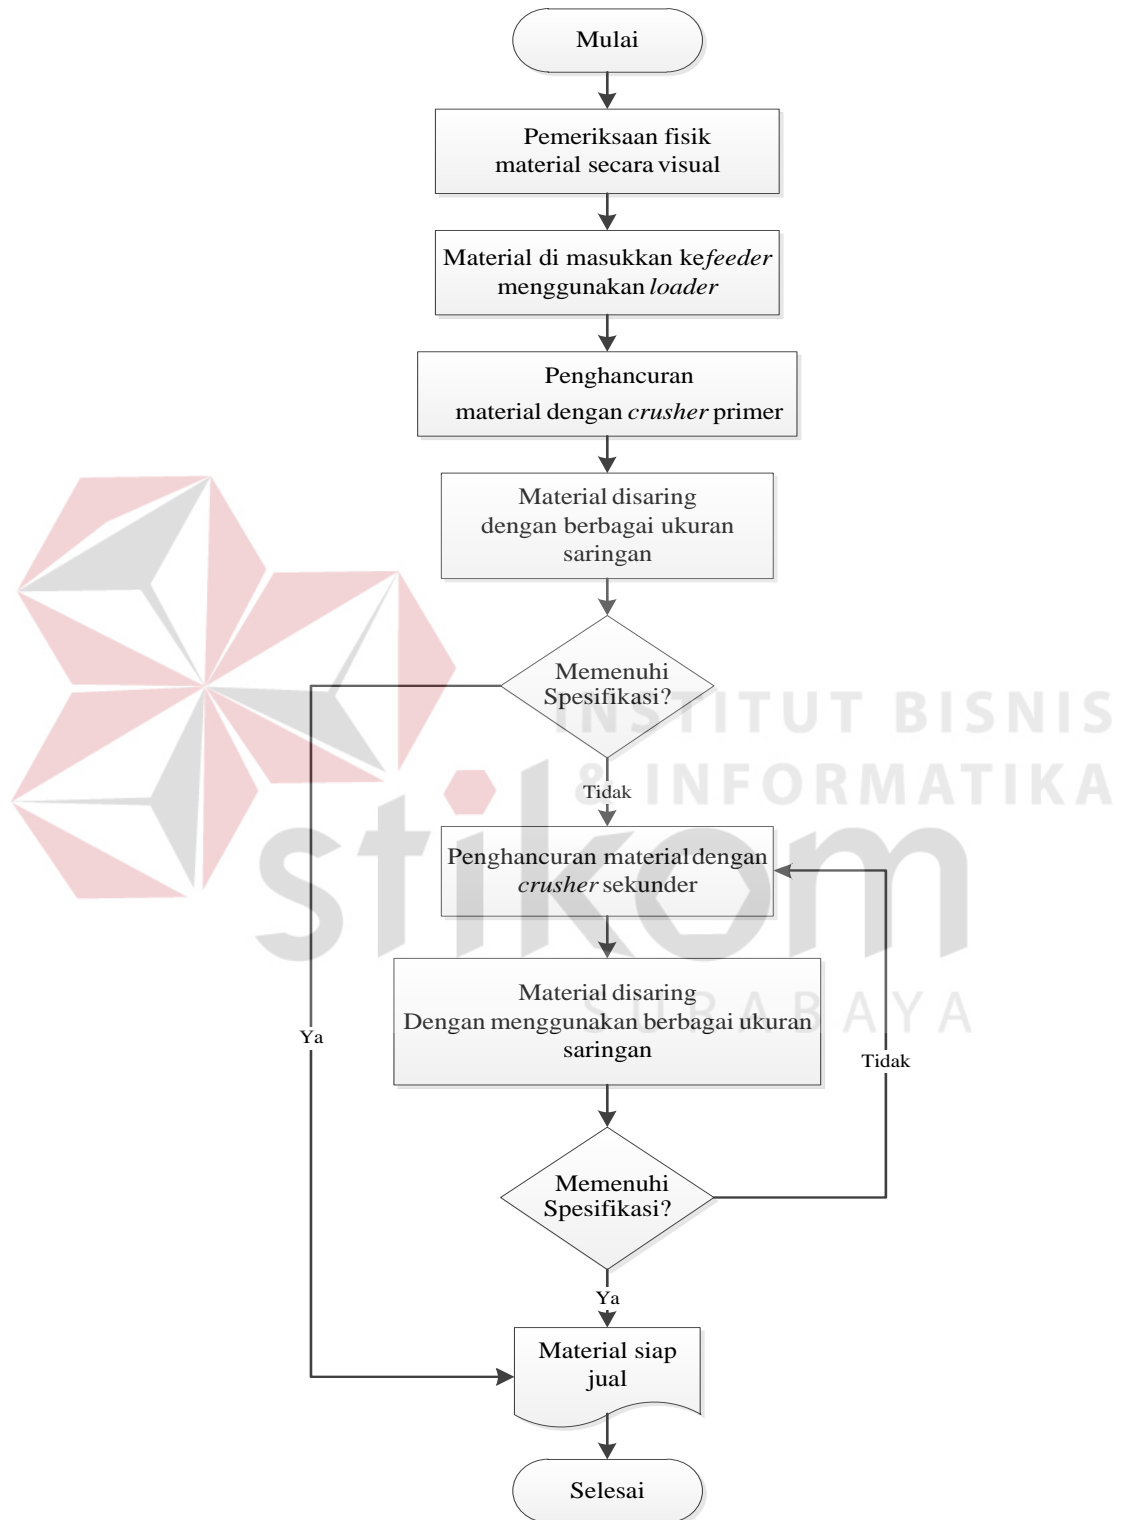 Mulai
Pemeriksaan fisik
material secara visual
Material di masukkan ke feeder
menggunakan loader
Penghancuran
material dengan crusher primer
Material disaring
dengan berbagai ukuran
saringan
Memenuhi
Spesifikasi?
INSTITUT BISNIS
& INFORMATIKA
Tidak
stikom
SURABAYA
Penghancuran material dengan
crusher sekunder
Material disaring
Dengan menggunakan berbagai ukuran
saringan
Ya
Tidak
Memenuhi
Spesifikasi?
Ya
Material siap
jual
Selesai